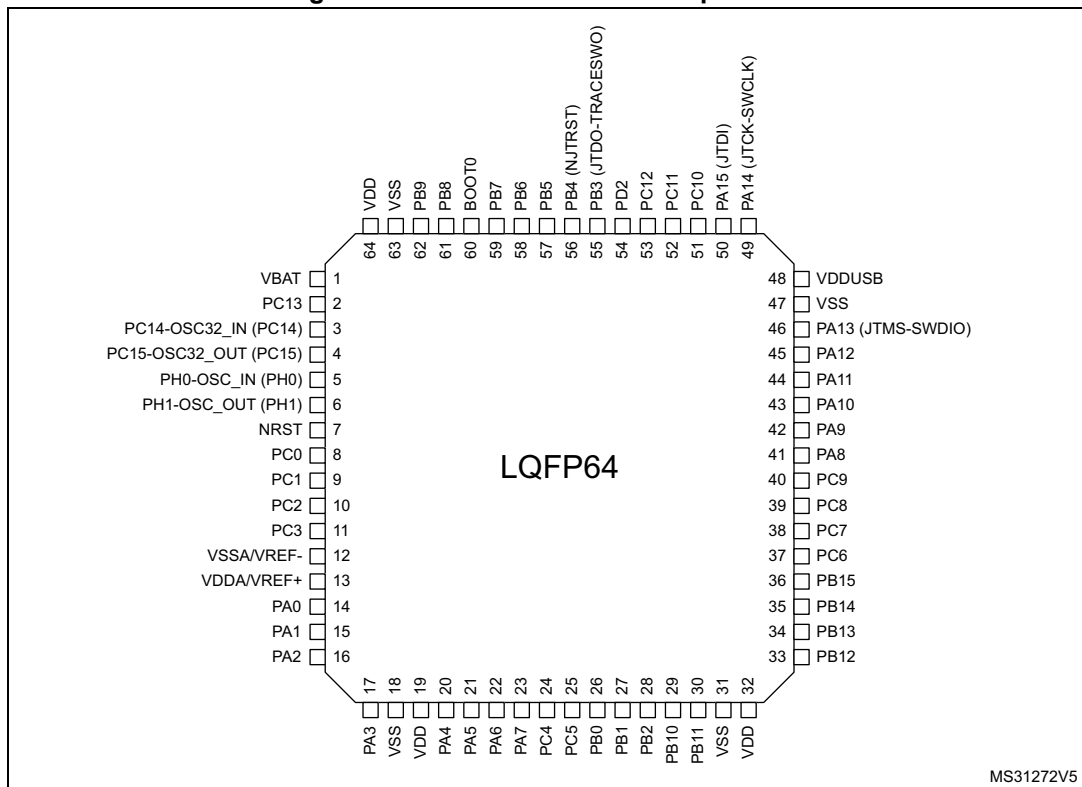 PB4 (NJTRST)
PB3 (JTDO-TRACESWO)
PA15 (JTDI)
PA14 (JTCK-SWCLK)
VDD VSS PB9 PB8 BOOT0 PB7 PB6 PB5 PD2 PC12 PC11 PC10
64 63 62 61 60 59 58 57 56 55 54 53 52 51 50 49
VBAT 1
PC13 2
PC14-OSC32_IN (PC14) 3
PC15-OSC32_OUT (PC15) 4
PH0-OSC_IN (PH0) 5
PH1-OSC_OUT (PH1) 6
NRST 7
PC0 8
PC1 9
PC2 10
PC3 11
VSSA/VREF- 12
VDDA/VREF+ 13
PA0 14
PA1 15
PA2 16
LQFP64
48 VDDUSB
47 VSS
46 PA13 (JTMS-SWDIO)
45 PA12
44 PA11
43 PA10
42 PA9
41 PA8
40 PC9
39 PC8
38 PC7
37 PC6
36 PB15
35 PB14
34 PB13
33 PB12
17 18 19 20 21 22 23 24 25 26 27 28 29 30 31 32
PA3 VSS VDD PA4 PA5 PA6 PA7 PC4 PC5 PB0 PB1 PB2 PB10 PB11 VSS VDD
MS31272V5